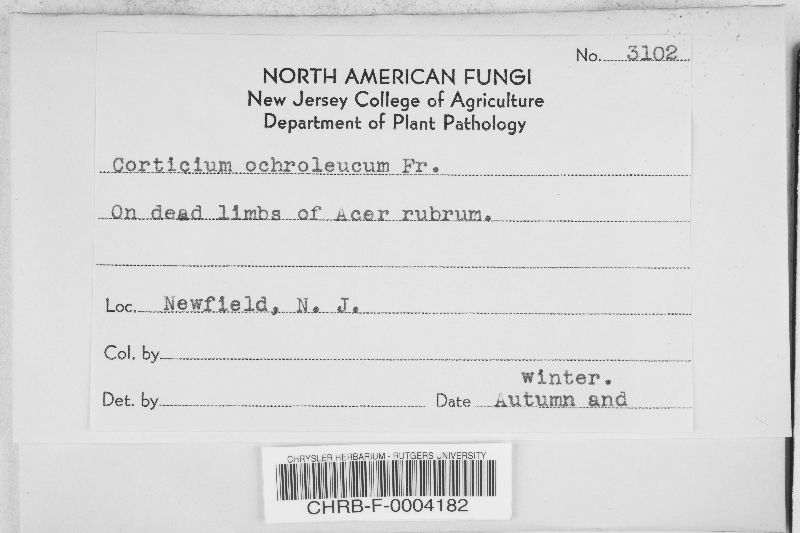 No. 3102
NORTH AMERICAN FUNGI
New Jersey College of Agriculture
Department of Plant Pathology
Corticium ochroleucum Fr.
On dead limbs of Acer rubrum.
Loc. Newfield, N. J.
Col. by
winter.
Det. by Date Autumn and
CHRYSLER HERBARIUM - RUTGERS UNIVERSITY
CHRB-F-0004182